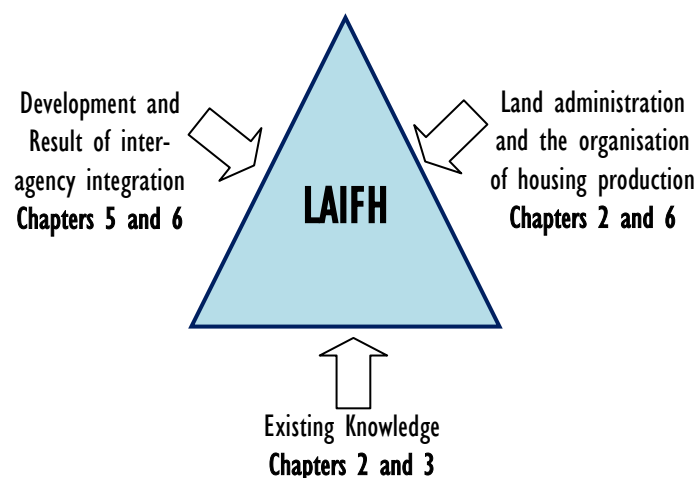 Development and
Result of inter-
agency integration
Chapters 5 and 6
Land administration
and the organisation
of housing production
Chapters 2 and 6
LAIFH
Existing Knowledge
Chapters 2 and 3